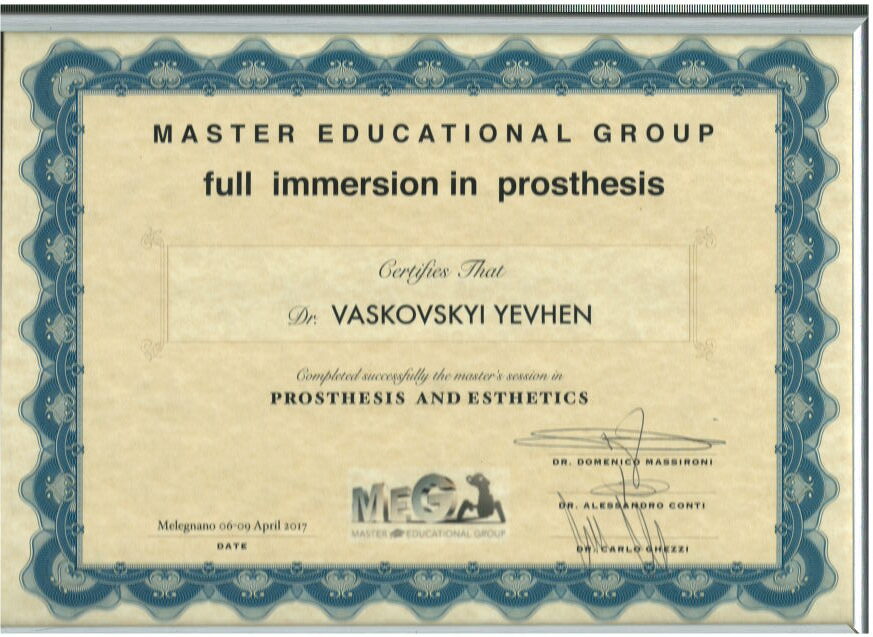 MASTER EDUCATIONAL GROUP
full immersion in prosthesis
Certifies That
Dr. VASKOVSKYI YEVHEN
Completed successfully the master's session in
PROSTHESIS AND ESTHETICS
DR. DOMENICO MASSIRONI
DR. ALESSANDRO CONTI
DR. CARLO GHEZZI
MEG
MASTER EDUCATIONAL GROUP
Melegnano 06-09 April 2017
DATE